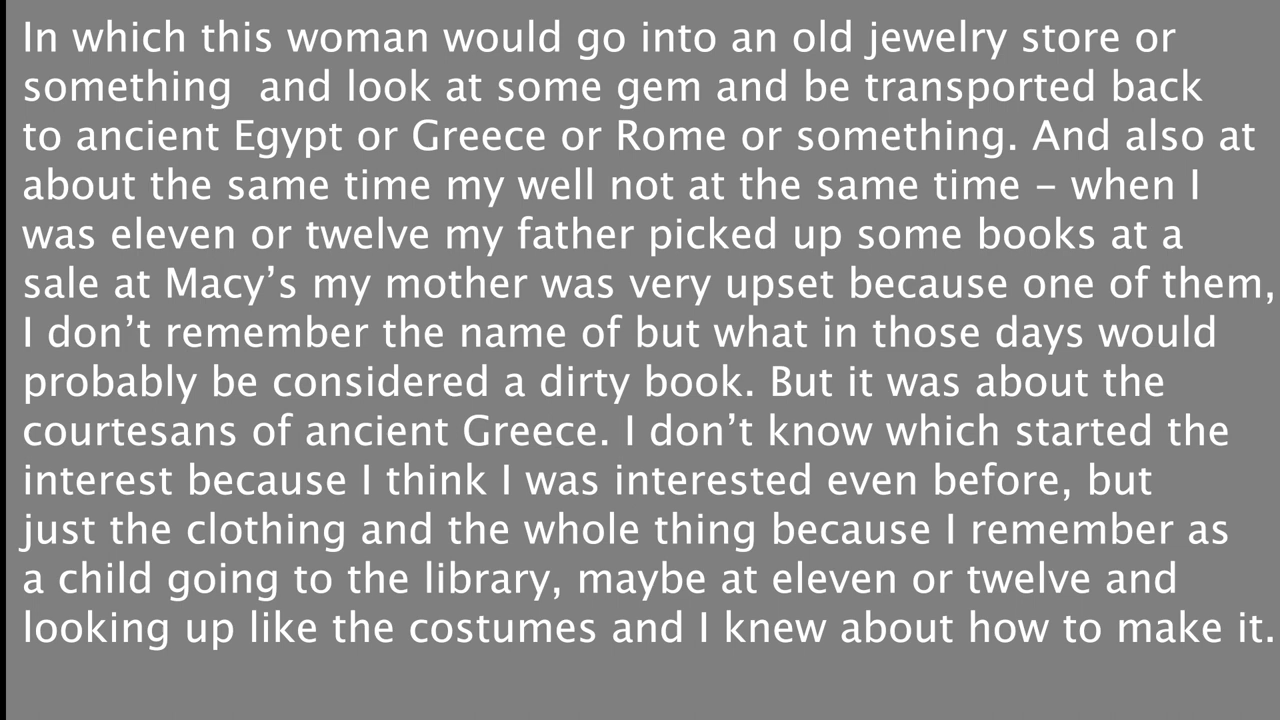 In which this woman would go into an old jewelry store or
something  and look at some gem and be transported back
to ancient Egypt or Greece or Rome or something. And also at
about the same time my well not at the same time – when I
was eleven or twelve my father picked up some books at a
sale at Macy’s my mother was very upset because one of them,
I don’t remember the name of but what in those days would
probably be considered a dirty book. But it was about the
courtesans of ancient Greece. I don’t know which started the
interest because I think I was interested even before, but
just the clothing and the whole thing because I remember as
a child going to the library, maybe at eleven or twelve and
looking up like the costumes and I knew about how to make it.